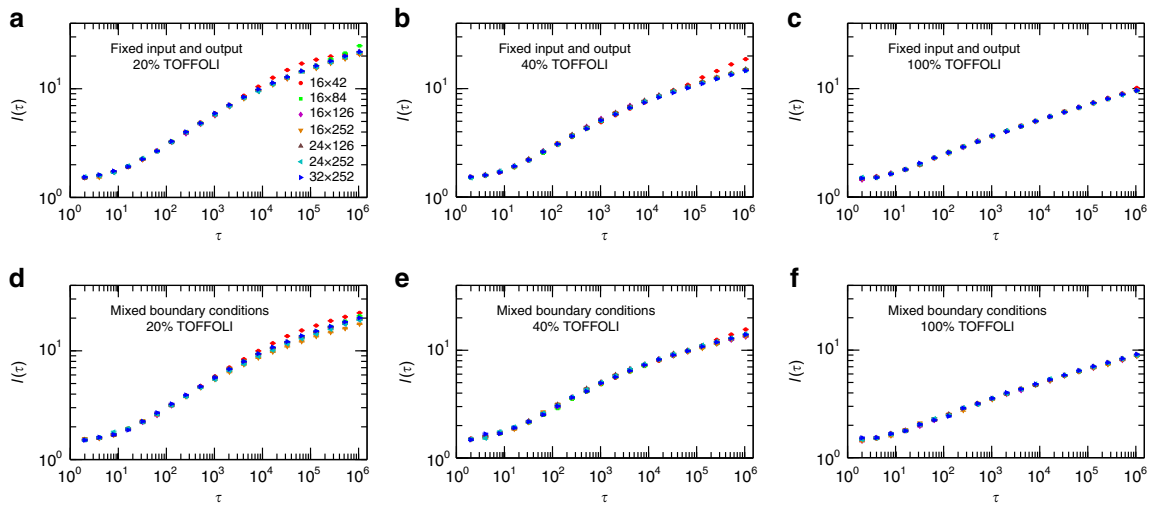 a
Fixed input and output
20% TOFFOLI
16×42
16×84
16×126
16×252
24×126
24×252
32×252
10¹
10⁰
l(τ)
10⁰ 10¹ 10² 10³ 10⁴ 10⁵ 10⁶
τ
b
Fixed input and output
40% TOFFOLI
10¹
10⁰
l(τ)
10⁰ 10¹ 10² 10³ 10⁴ 10⁵ 10⁶
τ
c
Fixed input and output
100% TOFFOLI
10¹
10⁰
l(τ)
10⁰ 10¹ 10² 10³ 10⁴ 10⁵ 10⁶
τ
d
Mixed boundary conditions
20% TOFFOLI
10¹
10⁰
l(τ)
10⁰ 10¹ 10² 10³ 10⁴ 10⁵ 10⁶
τ
e
Mixed boundary conditions
40% TOFFOLI
10¹
10⁰
l(τ)
10⁰ 10¹ 10² 10³ 10⁴ 10⁵ 10⁶
τ
f
Mixed boundary conditions
100% TOFFOLI
10¹
10⁰
l(τ)
10⁰ 10¹ 10² 10³ 10⁴ 10⁵ 10⁶
τ